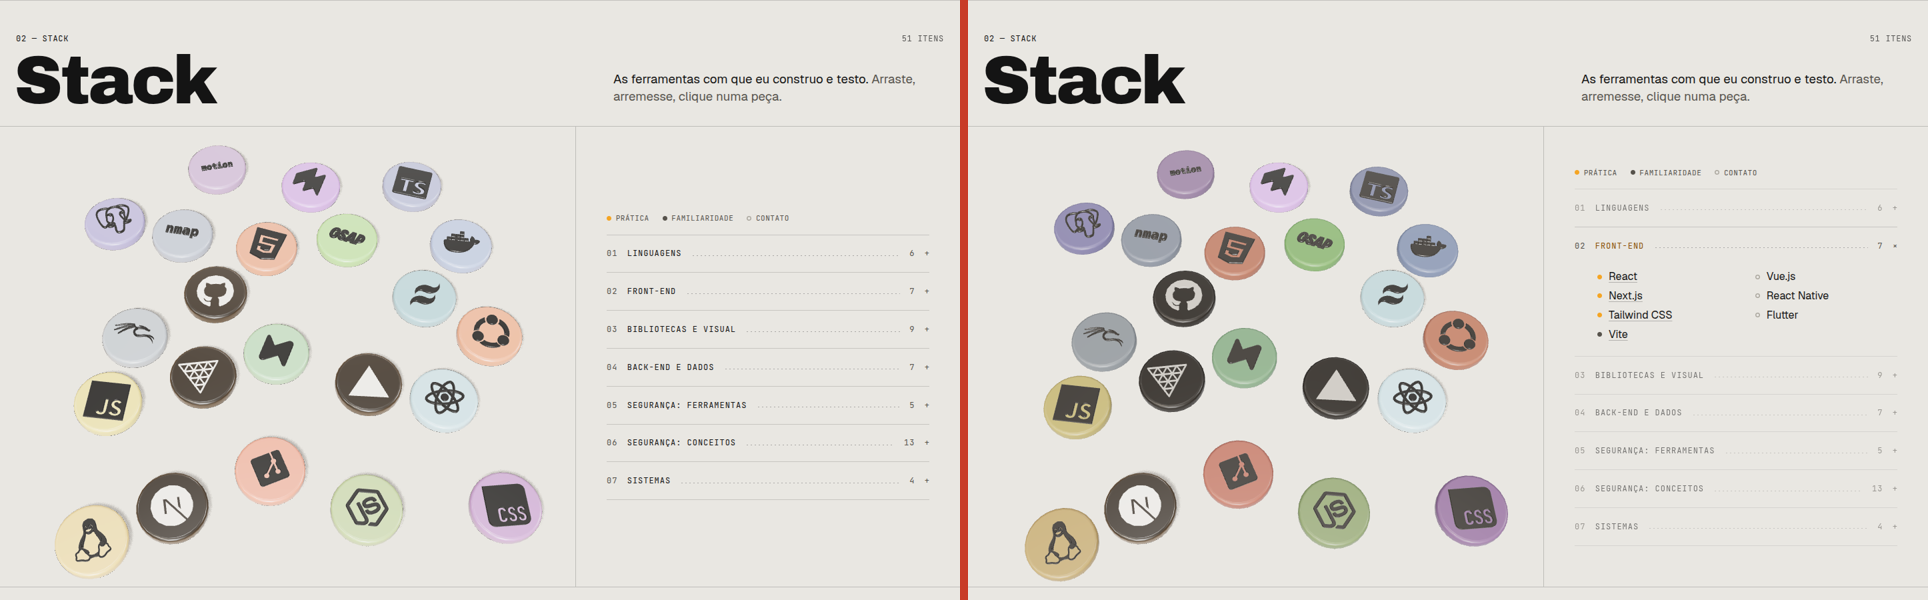 02 — STACK
51 ITENS
Stack
As ferramentas com que eu construo e testo. Arraste,
arremesse, clique numa peça.
motion
TS
nmap
5
GSAP
JS
N
JS
CSS
PRÁTICA
FAMILIARIDADE
CONTATO
01 LINGUAGENS 6 +
02 FRONT-END 7 +
03 BIBLIOTECAS E VISUAL 9 +
04 BACK-END E DADOS 7 +
05 SEGURANÇA: FERRAMENTAS 5 +
06 SEGURANÇA: CONCEITOS 13 +
07 SISTEMAS 4 +
02 — STACK
51 ITENS
Stack
As ferramentas com que eu construo e testo. Arraste,
arremesse, clique numa peça.
motion
TS
nmap
5
GSAP
JS
N
JS
CSS
PRÁTICA
FAMILIARIDADE
CONTATO
01 LINGUAGENS 6 +
02 FRONT-END 7 ×
React
Next.js
Tailwind CSS
Vite
Vue.js
React Native
Flutter
03 BIBLIOTECAS E VISUAL 9 +
04 BACK-END E DADOS 7 +
05 SEGURANÇA: FERRAMENTAS 5 +
06 SEGURANÇA: CONCEITOS 13 +
07 SISTEMAS 4 +